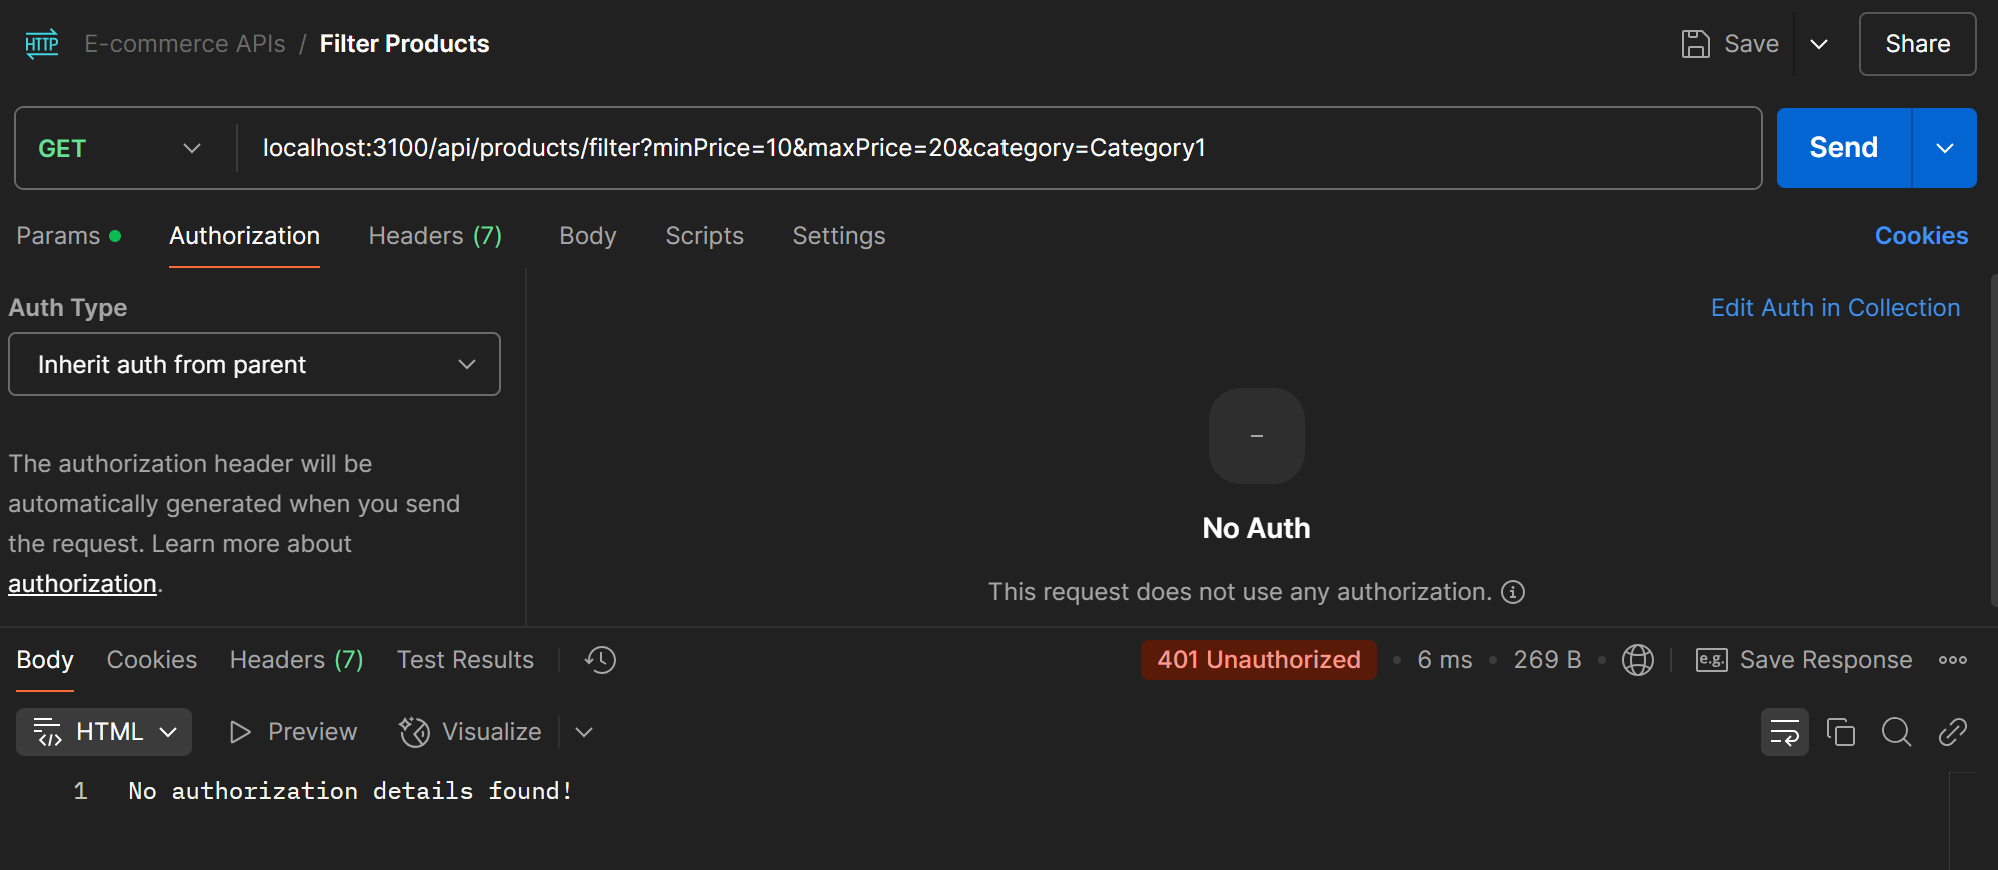 HTTP E-commerce APIs / Filter Products Save Share
GET localhost:3100/api/products/filter?minPrice=10&maxPrice=20&category=Category1 Send
Params Authorization Headers (7) Body Scripts Settings Cookies
Auth Type Edit Auth in Collection
Inherit auth from parent
The authorization header will be
automatically generated when you send
the request. Learn more about
authorization.
No Auth
This request does not use any authorization.
Body Cookies Headers (7) Test Results 401 Unauthorized • 6 ms • 269 B • e.g. Save Response
HTML Preview Visualize
1 No authorization details found!